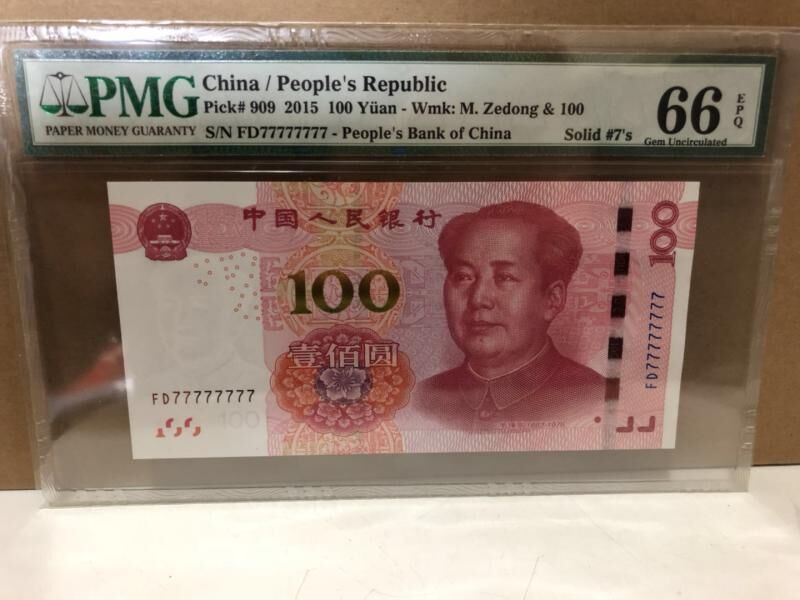 PMG
PAPER MONEY GUARANTY
China / People's Republic
Pick# 909 2015 100 Yüan - Wmk: M. Zedong & 100
S/N FD77777777 - People's Bank of China
Solid #7's
66
EPQ
Gem Uncirculated
中国人民银行
100
100
壹佰圆
FD77777777
FD77777777
100
100